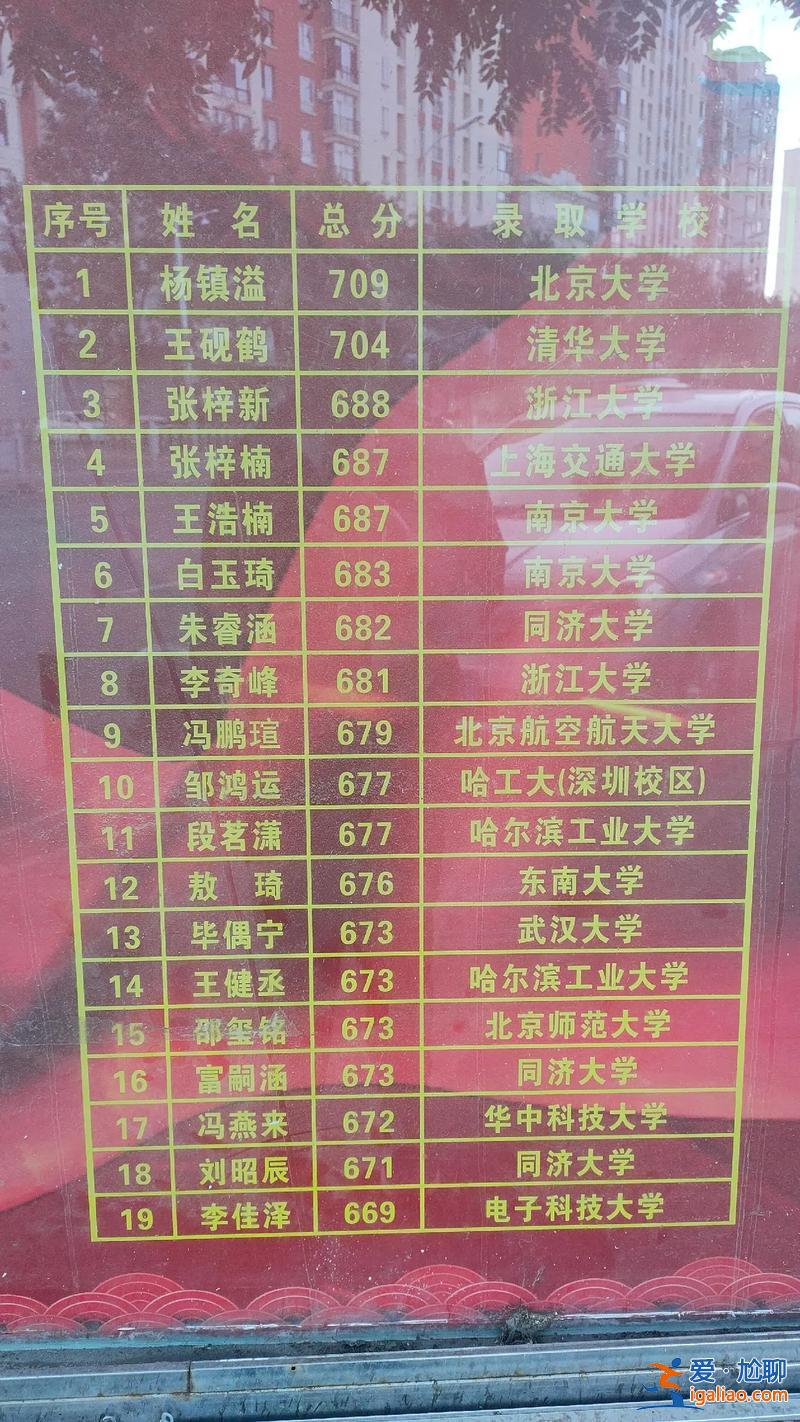 序号 姓名 总分 录取学校
1 杨镇溢 709 北京大学
2 王砚鹤 704 清华大学
3 张梓新 688 浙江大学
4 张梓楠 687 上海交通大学
5 王浩楠 687 南京大学
6 白玉琦 683 南京大学
7 朱睿涵 682 同济大学
8 李奇峰 681 浙江大学
9 冯鹏瑄 679 北京航空航天大学
10 邹鸿运 677 哈工大(深圳校区)
11 段茗潇 677 哈尔滨工业大学
12 敖琦 676 东南大学
13 毕偶宁 673 武汉大学
14 王健丞 673 哈尔滨工业大学
15 邵玺铭 673 北京师范大学
16 富嗣涵 673 同济大学
17 冯燕来 672 华中科技大学
18 刘昭辰 671 同济大学
19 李佳泽 669 电子科技大学
爱·尬聊
igaliao.com